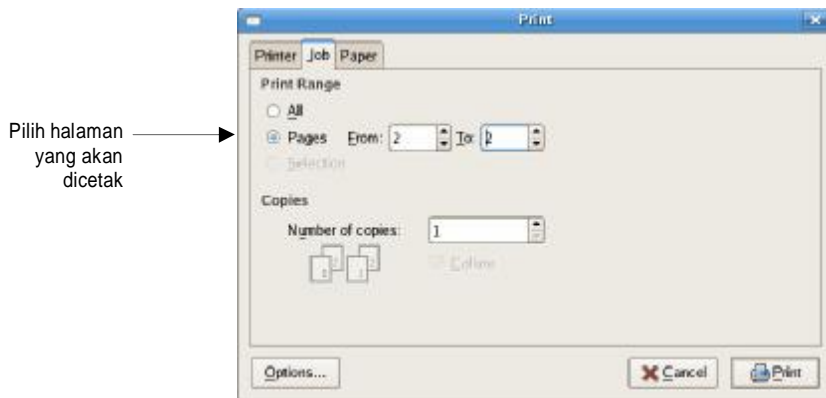 Print
Printer Job Paper
Print Range
All
Pilih halaman
yang akan
dicetak
Pages From: 2 To: 2
Selection
Copies
Number of copies: 1
Collate
Options...
Cancel
Print